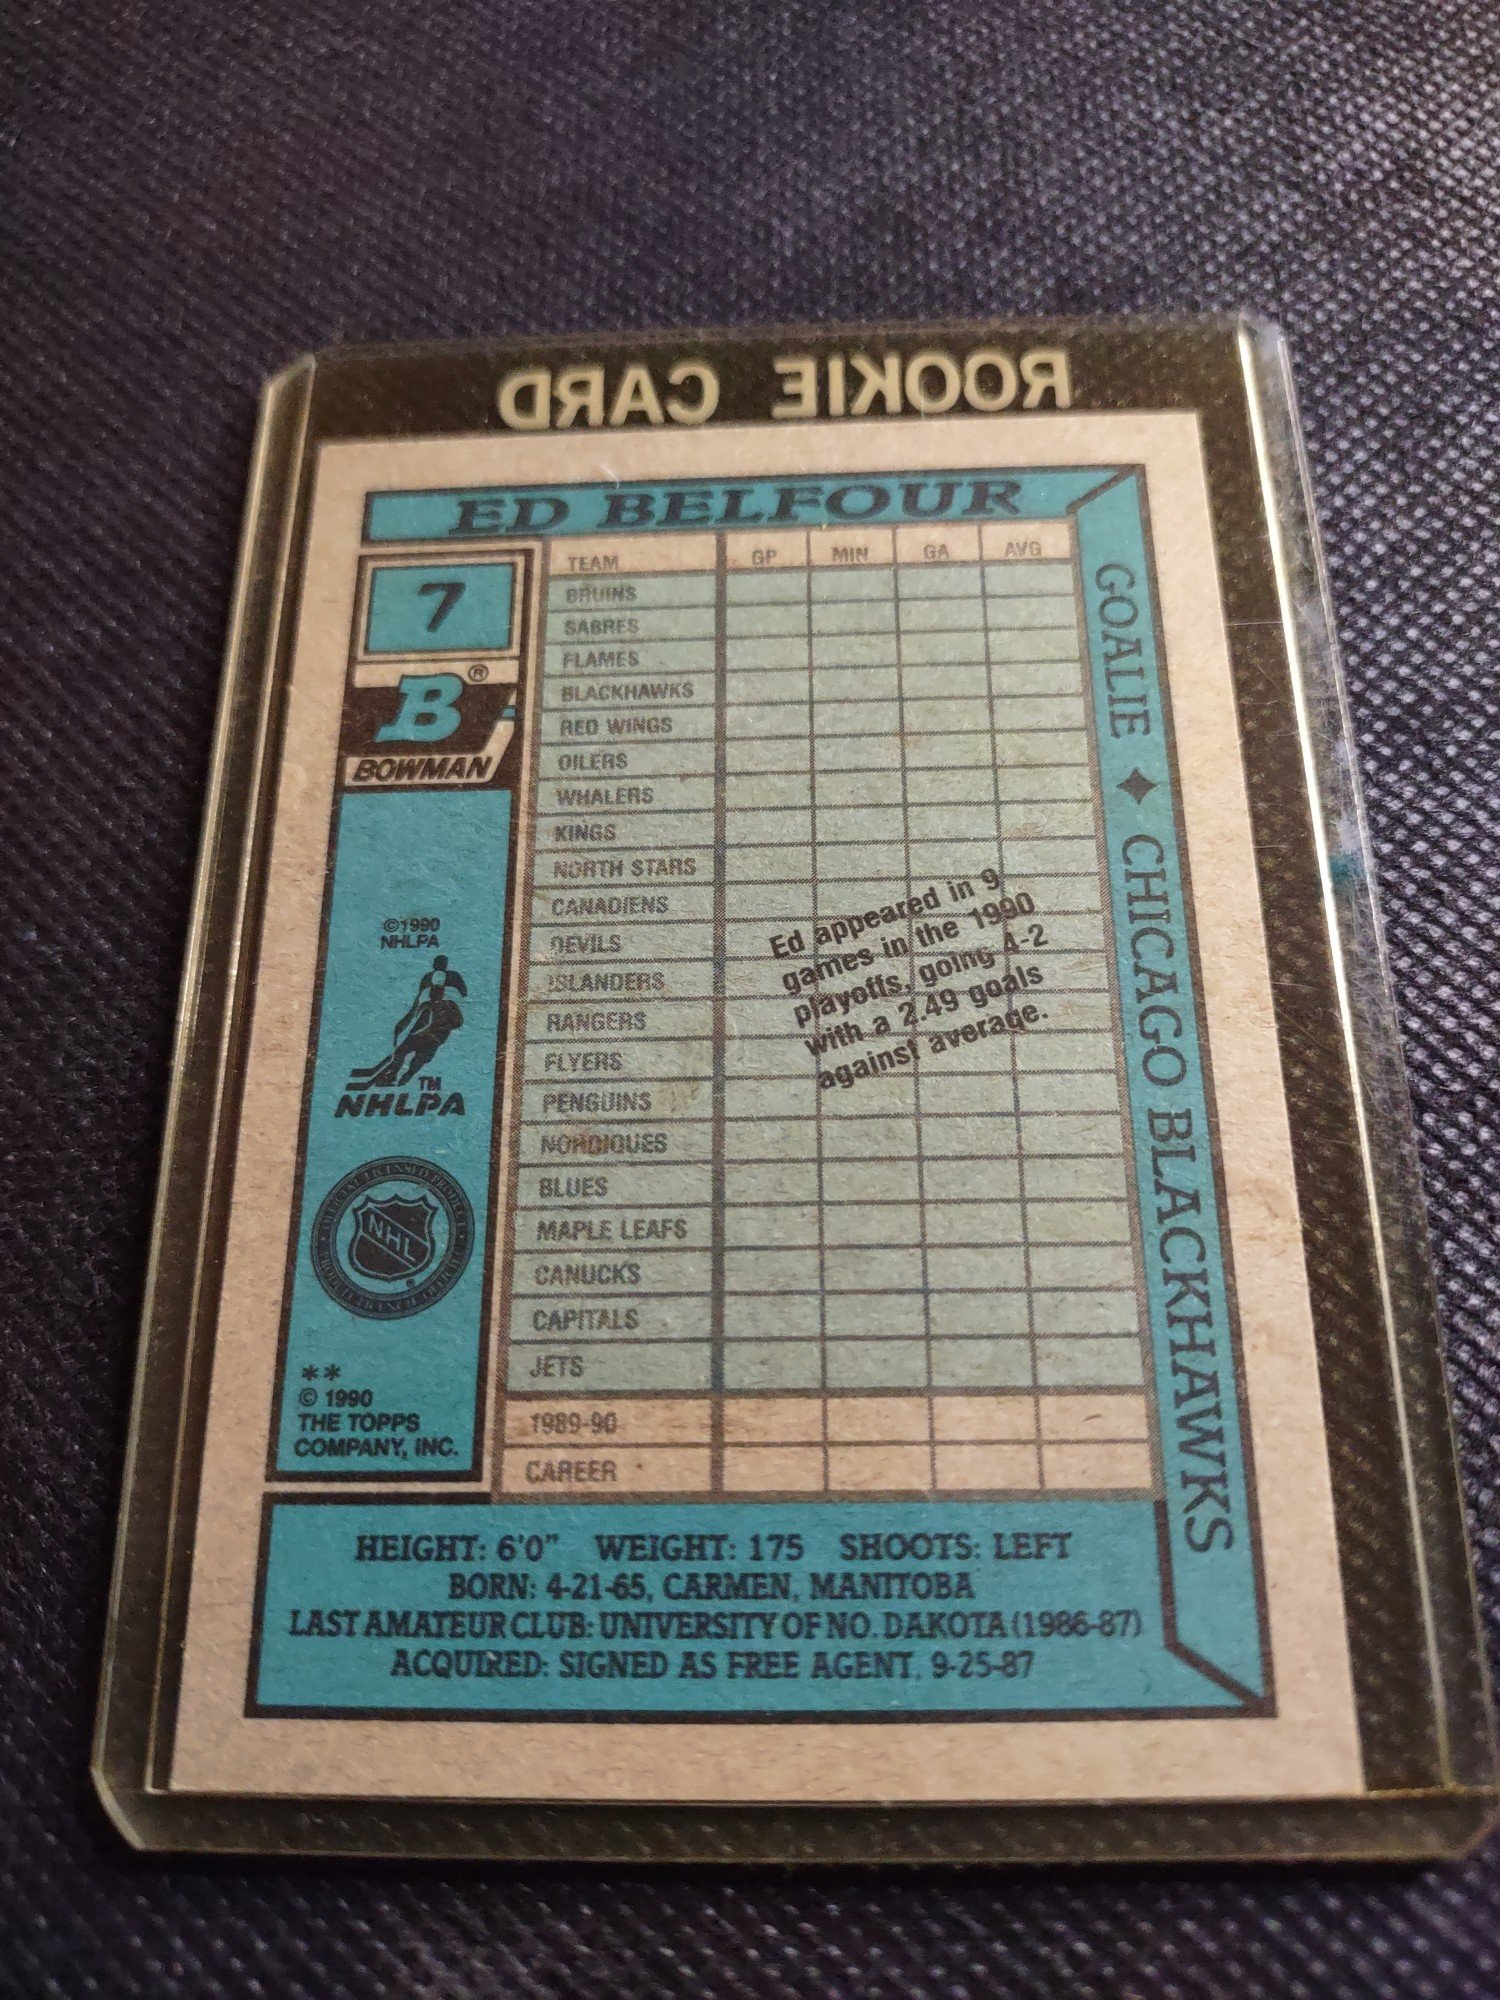 ROOKIE CARD
ED BELFOUR
7
B®
BOWMAN
©1990
NHLPA
TM
NHLPA
NHL
**
© 1990
THE TOPPS
COMPANY, INC.
TEAM GP MIN GA AVG
BRUINS
SABRES
FLAMES
BLACKHAWKS
RED WINGS
OILERS
WHALERS
KINGS
NORTH STARS
CANADIENS
DEVILS
ISLANDERS
RANGERS
FLYERS
PENGUINS
NORDIQUES
BLUES
MAPLE LEAFS
CANUCKS
CAPITALS
JETS
1989-90
CAREER
Ed appeared in 9
games in the 1990
playoffs, going 4-2
with a 2.49 goals
against average.
GOALIE ♦ CHICAGO BLACKHAWKS
HEIGHT: 6'0" WEIGHT: 175 SHOOTS: LEFT
BORN: 4-21-65, CARMEN, MANITOBA
LAST AMATEUR CLUB: UNIVERSITY OF NO. DAKOTA (1986-87)
ACQUIRED: SIGNED AS FREE AGENT, 9-25-87